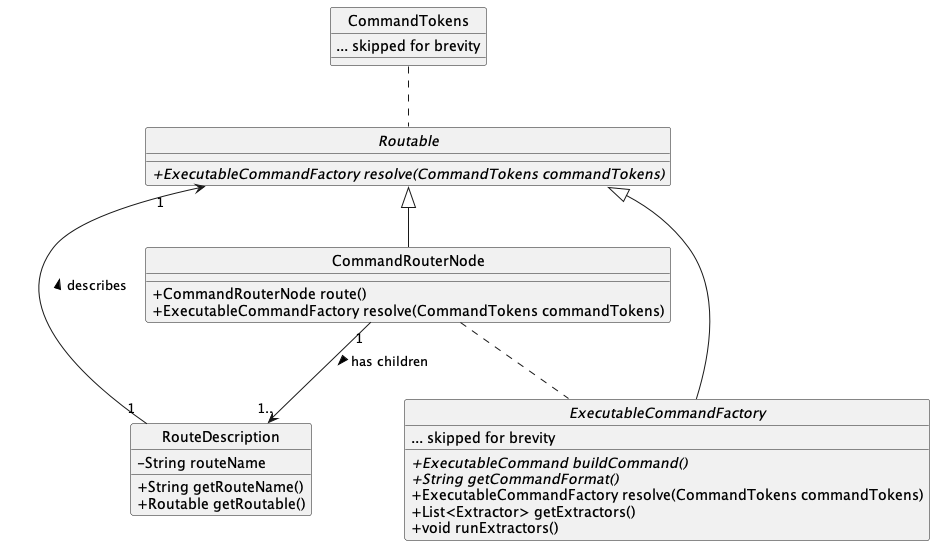 CommandTokens
... skipped for brevity
Routable
+ExecutableCommandFactory resolve(CommandTokens commandTokens)
1
CommandRouterNode
+CommandRouterNode route()
+ExecutableCommandFactory resolve(CommandTokens commandTokens)
describes
1
has children
1
1..
RouteDescription
-String routeName
+String getRouteName()
+Routable getRoutable()
ExecutableCommandFactory
... skipped for brevity
+ExecutableCommand buildCommand()
+String getCommandFormat()
+ExecutableCommandFactory resolve(CommandTokens commandTokens)
+List<Extractor> getExtractors()
+void runExtractors()